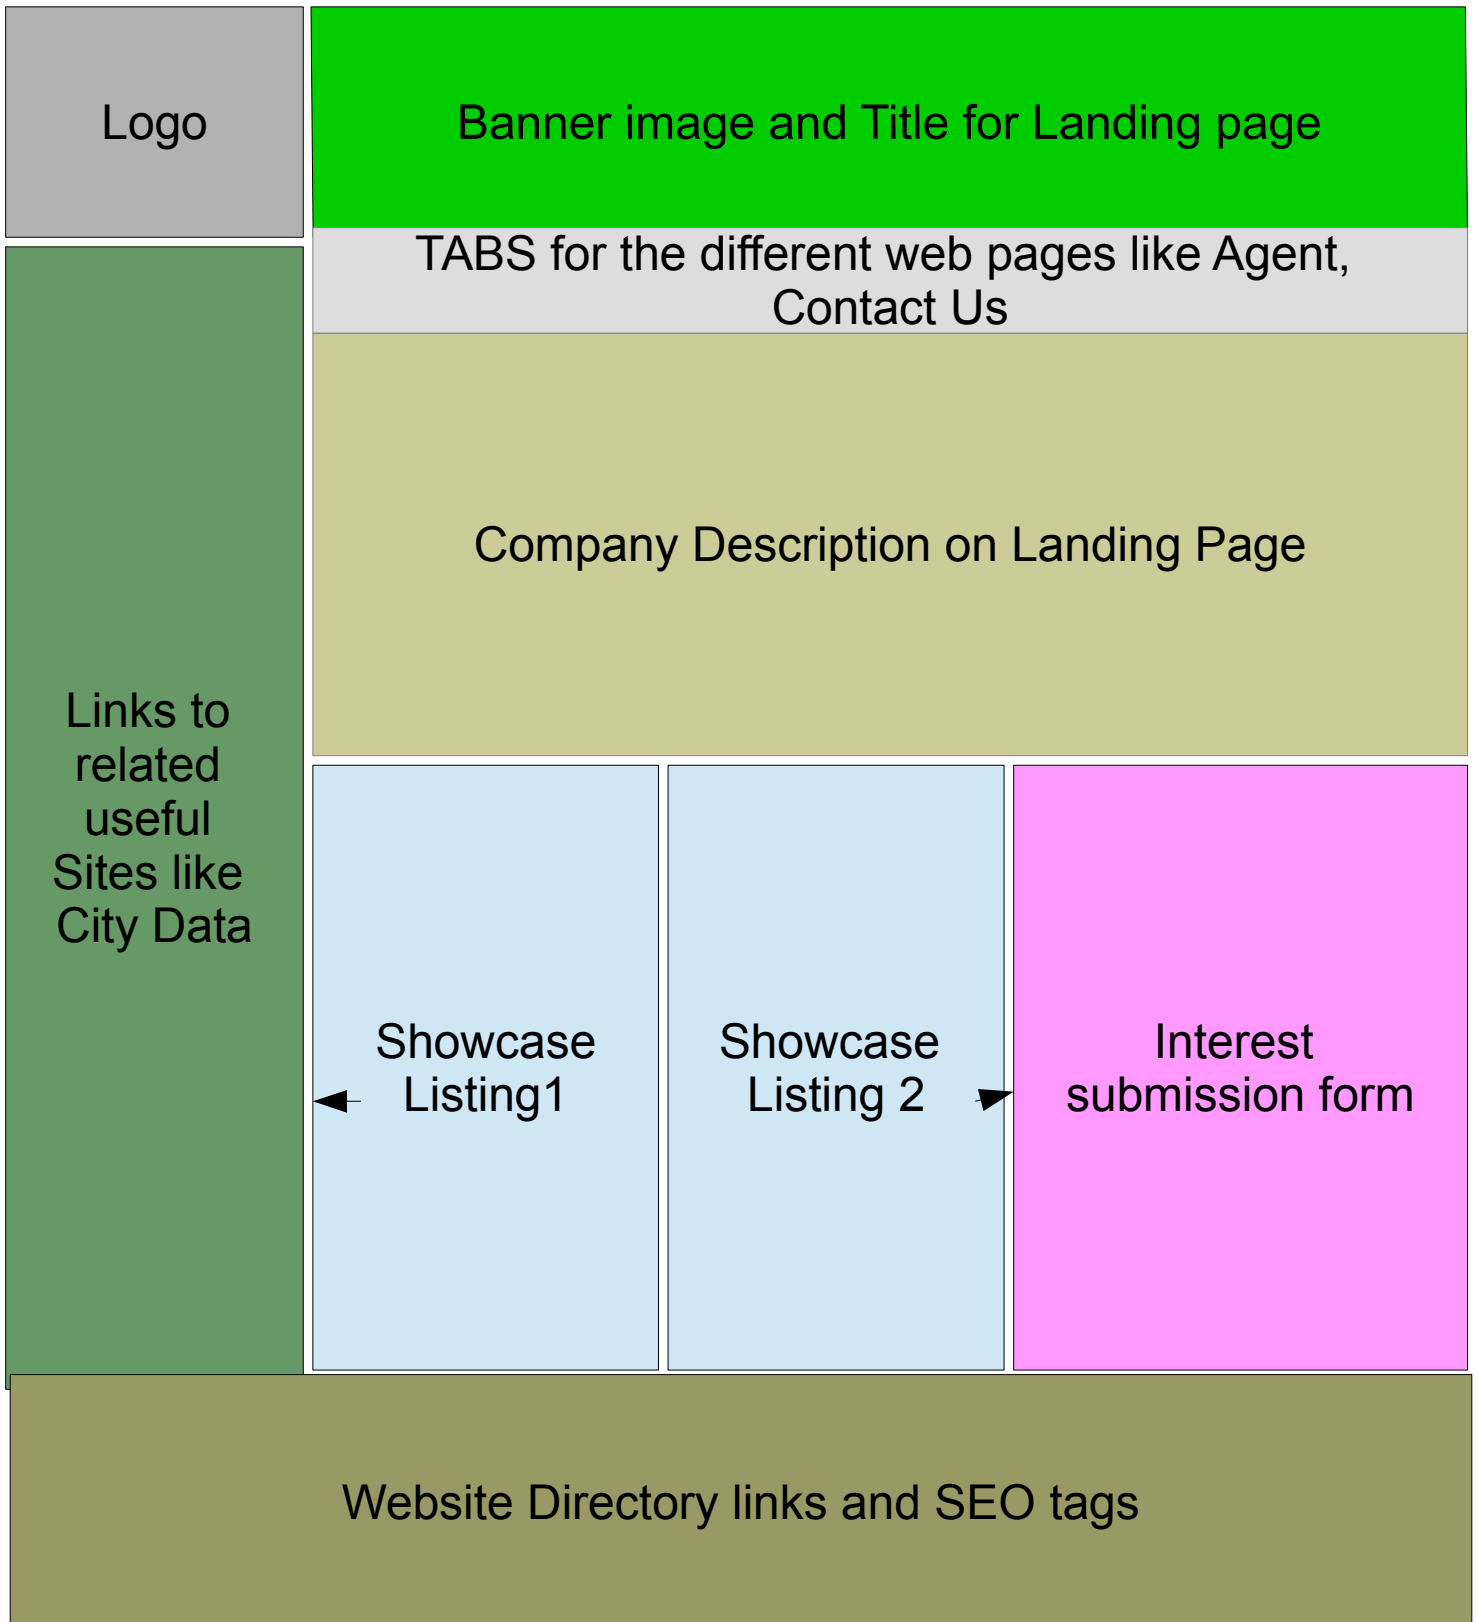 Logo
Banner image and Title for Landing page
TABS for the different web pages like Agent,
Contact Us
Company Description on Landing Page
Links to
related
useful
Sites like
City Data
Showcase
Listing1
Showcase
Listing 2
Interest
submission form
Website Directory links and SEO tags